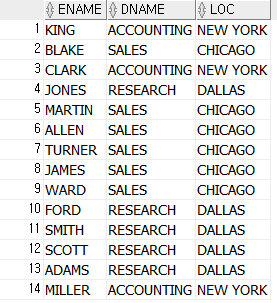 ENAME DNAME LOC
1 KING ACCOUNTING NEW YORK
2 BLAKE SALES CHICAGO
3 CLARK ACCOUNTING NEW YORK
4 JONES RESEARCH DALLAS
5 MARTIN SALES CHICAGO
6 ALLEN SALES CHICAGO
7 TURNER SALES CHICAGO
8 JAMES SALES CHICAGO
9 WARD SALES CHICAGO
10 FORD RESEARCH DALLAS
11 SMITH RESEARCH DALLAS
12 SCOTT RESEARCH DALLAS
13 ADAMS RESEARCH DALLAS
14 MILLER ACCOUNTING NEW YORK